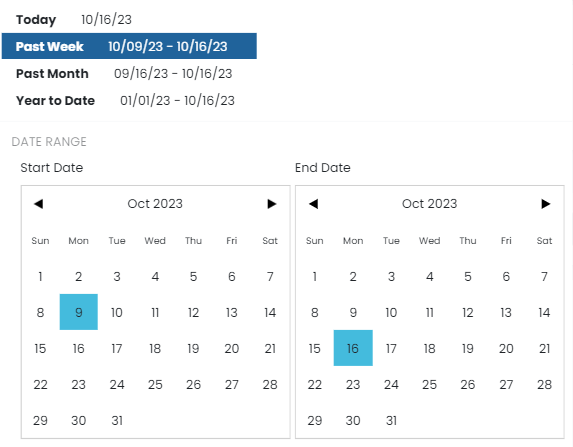 Today 10/16/23
Past Week 10/09/23 - 10/16/23
Past Month 09/16/23 - 10/16/23
Year to Date 01/01/23 - 10/16/23
DATE RANGE
Start Date
Oct 2023
Sun Mon Tue Wed Thu Fri Sat
1 2 3 4 5 6 7
8 9 10 11 12 13 14
15 16 17 18 19 20 21
22 23 24 25 26 27 28
29 30 31
End Date
Oct 2023
Sun Mon Tue Wed Thu Fri Sat
1 2 3 4 5 6 7
8 9 10 11 12 13 14
15 16 17 18 19 20 21
22 23 24 25 26 27 28
29 30 31